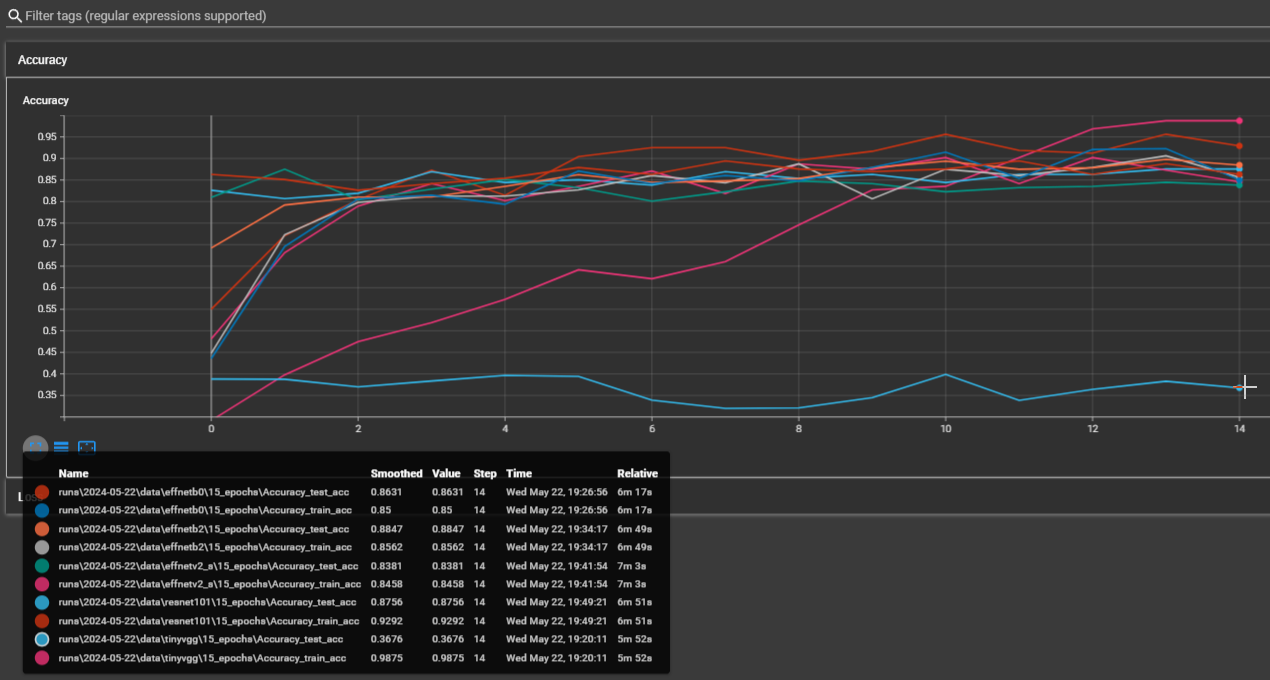 Filter tags (regular expressions supported)
Accuracy
Accuracy
0.95
0.9
0.85
0.8
0.75
0.7
0.65
0.6
0.55
0.5
0.45
0.4
0.35
0 2 4 6 8 10 12 14
Name Smoothed Value Step Time Relative
runs\2024-05-22\data\effnetb0\15_epochs\Accuracy_test_acc 0.8631 0.8631 14 Wed May 22, 19:26:56 6m 17s
runs\2024-05-22\data\effnetb0\15_epochs\Accuracy_train_acc 0.85 0.85 14 Wed May 22, 19:26:56 6m 17s
runs\2024-05-22\data\effnetb2\15_epochs\Accuracy_test_acc 0.8847 0.8847 14 Wed May 22, 19:34:17 6m 49s
runs\2024-05-22\data\effnetb2\15_epochs\Accuracy_train_acc 0.8562 0.8562 14 Wed May 22, 19:34:17 6m 49s
runs\2024-05-22\data\effnetv2_s\15_epochs\Accuracy_test_acc 0.8381 0.8381 14 Wed May 22, 19:41:54 7m 3s
runs\2024-05-22\data\effnetv2_s\15_epochs\Accuracy_train_acc 0.8458 0.8458 14 Wed May 22, 19:41:54 7m 3s
runs\2024-05-22\data\resnet101\15_epochs\Accuracy_test_acc 0.8756 0.8756 14 Wed May 22, 19:49:21 6m 51s
runs\2024-05-22\data\resnet101\15_epochs\Accuracy_train_acc 0.9292 0.9292 14 Wed May 22, 19:49:21 6m 51s
runs\2024-05-22\data\tinyvgg\15_epochs\Accuracy_test_acc 0.3676 0.3676 14 Wed May 22, 19:20:11 5m 52s
runs\2024-05-22\data\tinyvgg\15_epochs\Accuracy_train_acc 0.9875 0.9875 14 Wed May 22, 19:20:11 5m 52s